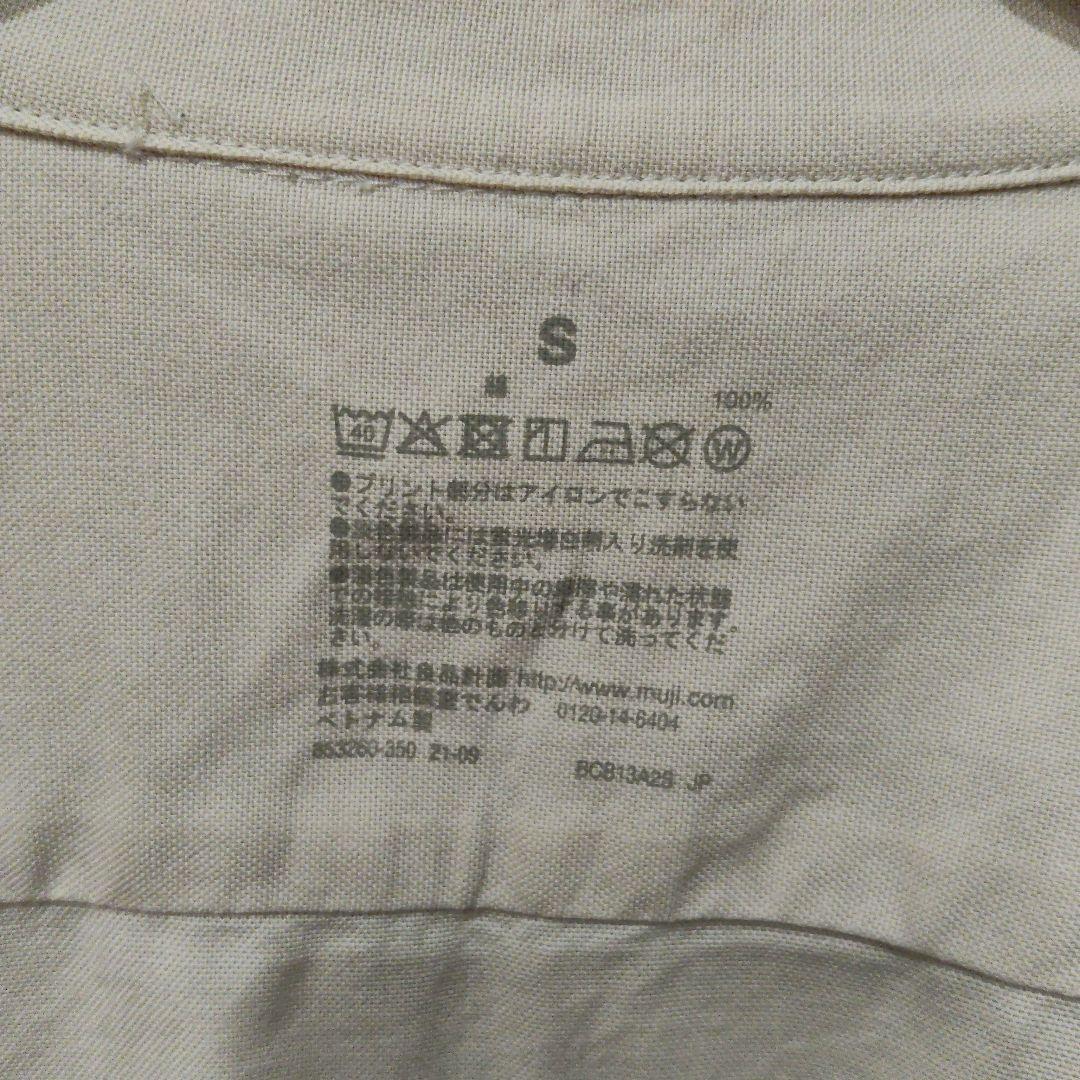 S
綿 100%
40
W
●プリント部分はアイロンでこすらない
でください。
●淡色製品には蛍光増白剤入り洗剤を使
用しないでください。
●濃色製品は使用中の摩擦や濡れた状態
での摩擦により色移りする事があります。
洗濯の際は他のものと分けて洗ってくだ
さい。
株式会社良品計画 http://www.muji.com
お客様相談室でんわ 0120-14-6404
ベトナム製
853260-350 21-09 BCB13A2S JP